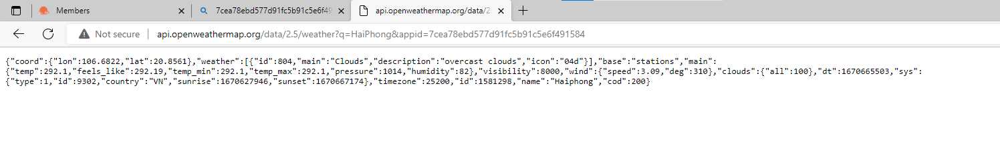 Members
7cea78ebd577d91fc5b91c5e6f49
api.openweathermap.org/data/2.
Not secure
api.openweathermap.org/data/2.5/weather?q=HaiPhong&appid=7cea78ebd577d91fc5b91c5e6f491584
{"coord":{"lon":106.6822,"lat":20.8561},"weather":[{"id":804,"main":"Clouds","description":"overcast clouds","icon":"04d"}],"base":"stations","main":
{"temp":292.1,"feels_like":292.19,"temp_min":292.1,"temp_max":292.1,"pressure":1014,"humidity":82},"visibility":8000,"wind":{"speed":3.09,"deg":310},"clouds":{"all":100},"dt":1670665503,"sys":
{"type":1,"id":9302,"country":"VN","sunrise":1670627946,"sunset":1670667174},"timezone":25200,"id":1581298,"name":"Haiphong","cod":200}